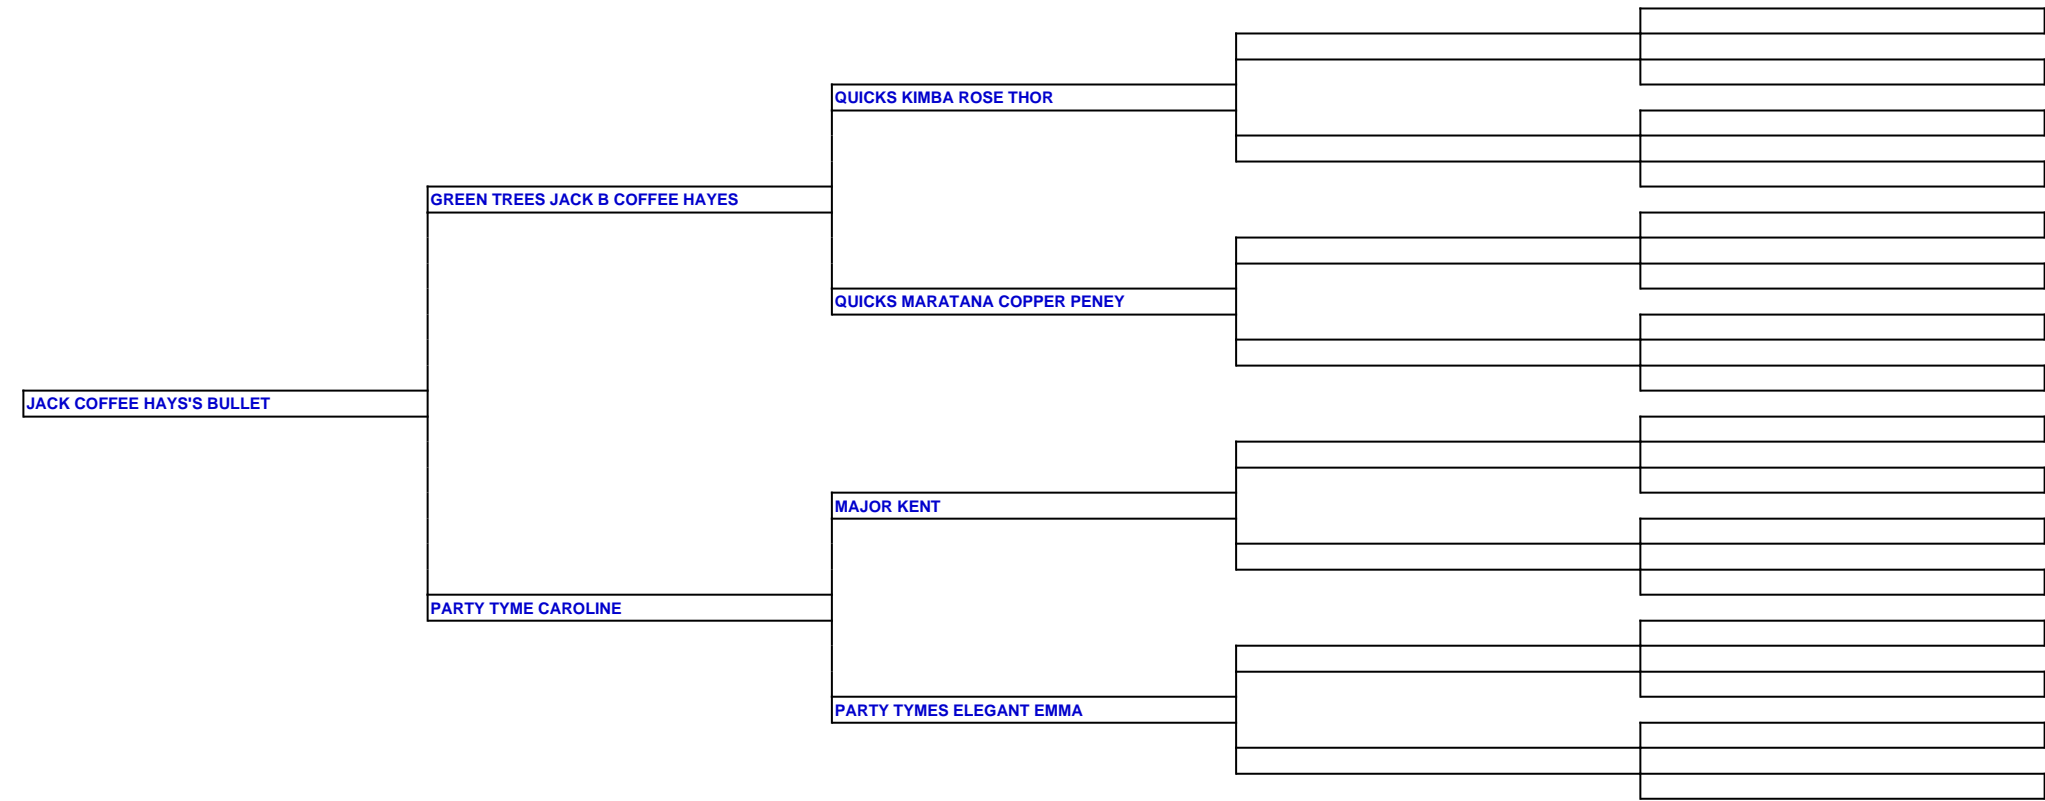 QUICKS KIMBA ROSE THOR
GREEN TREES JACK B COFFEE HAYES
QUICKS MARATANA COPPER PENEY
JACK COFFEE HAYS'S BULLET
MAJOR KENT
PARTY TYME CAROLINE
PARTY TYMES ELEGANT EMMA